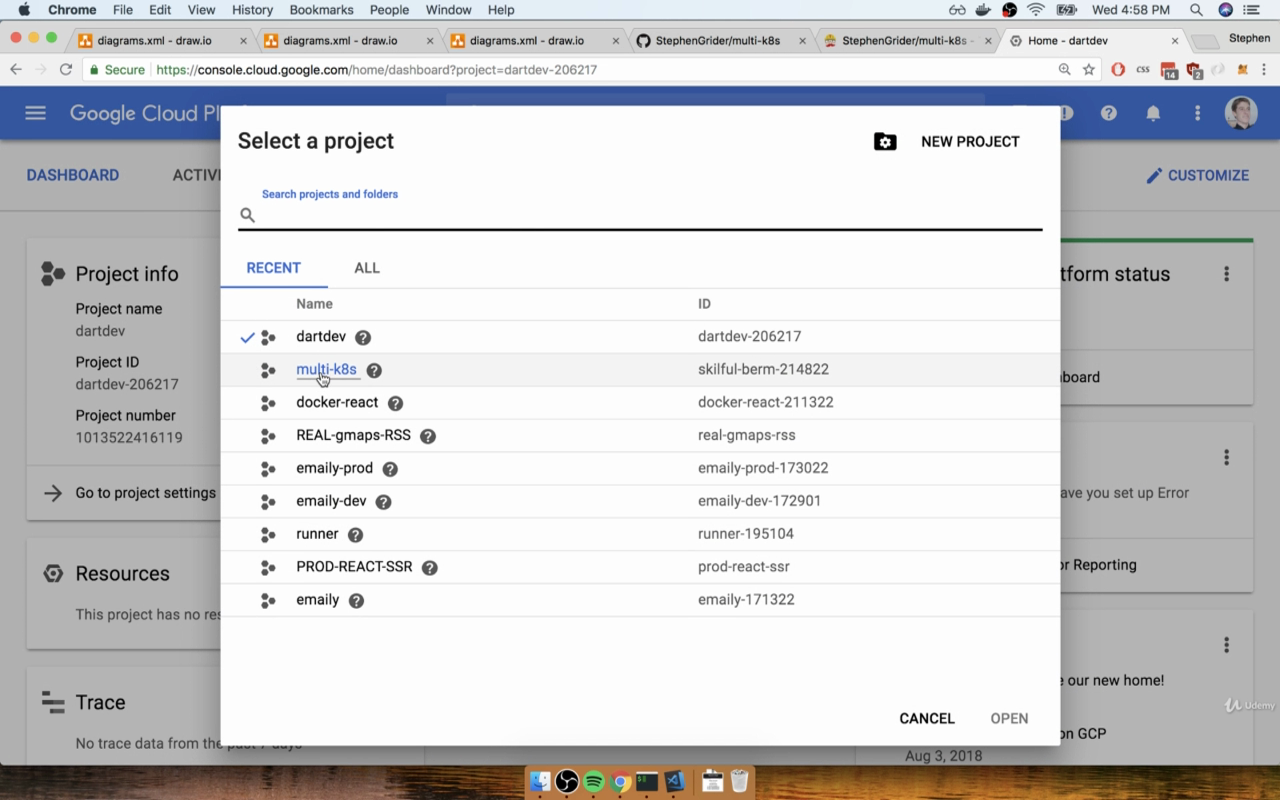 Chrome File Edit View History Bookmarks People Window Help Wed 4:58 PM
diagrams.xml - draw.io diagrams.xml - draw.io diagrams.xml - draw.io StephenGrider/multi-k8s StephenGrider/multi-k8s - Home - dartdev Stephen
Secure https://console.cloud.google.com/home/dashboard?project=dartdev-206217 CSS 14 2
Google Cloud Pl
Select a project NEW PROJECT
DASHBOARD ACTIVI CUSTOMIZE
Search projects and folders
RECENT ALL
Project info tform status
Name ID
Project name
dartdev
dartdev dartdev-206217
Project ID
multi-k8s skilful-berm-214822
board
dartdev-206217
docker-react docker-react-211322
Project number
1013522416119
REAL-gmaps-RSS real-gmaps-rss
emaily-prod emaily-prod-173022
Go to project settings ave you set up Error
emaily-dev emaily-dev-172901
runner runner-195104
PROD-REACT-SSR prod-react-ssr
or Reporting
Resources
emaily emaily-171322
This project has no res
e our new home!
Trace
Udemy
CANCEL OPEN
on GCP
No trace data from the past 7 days
Aug 3, 2018